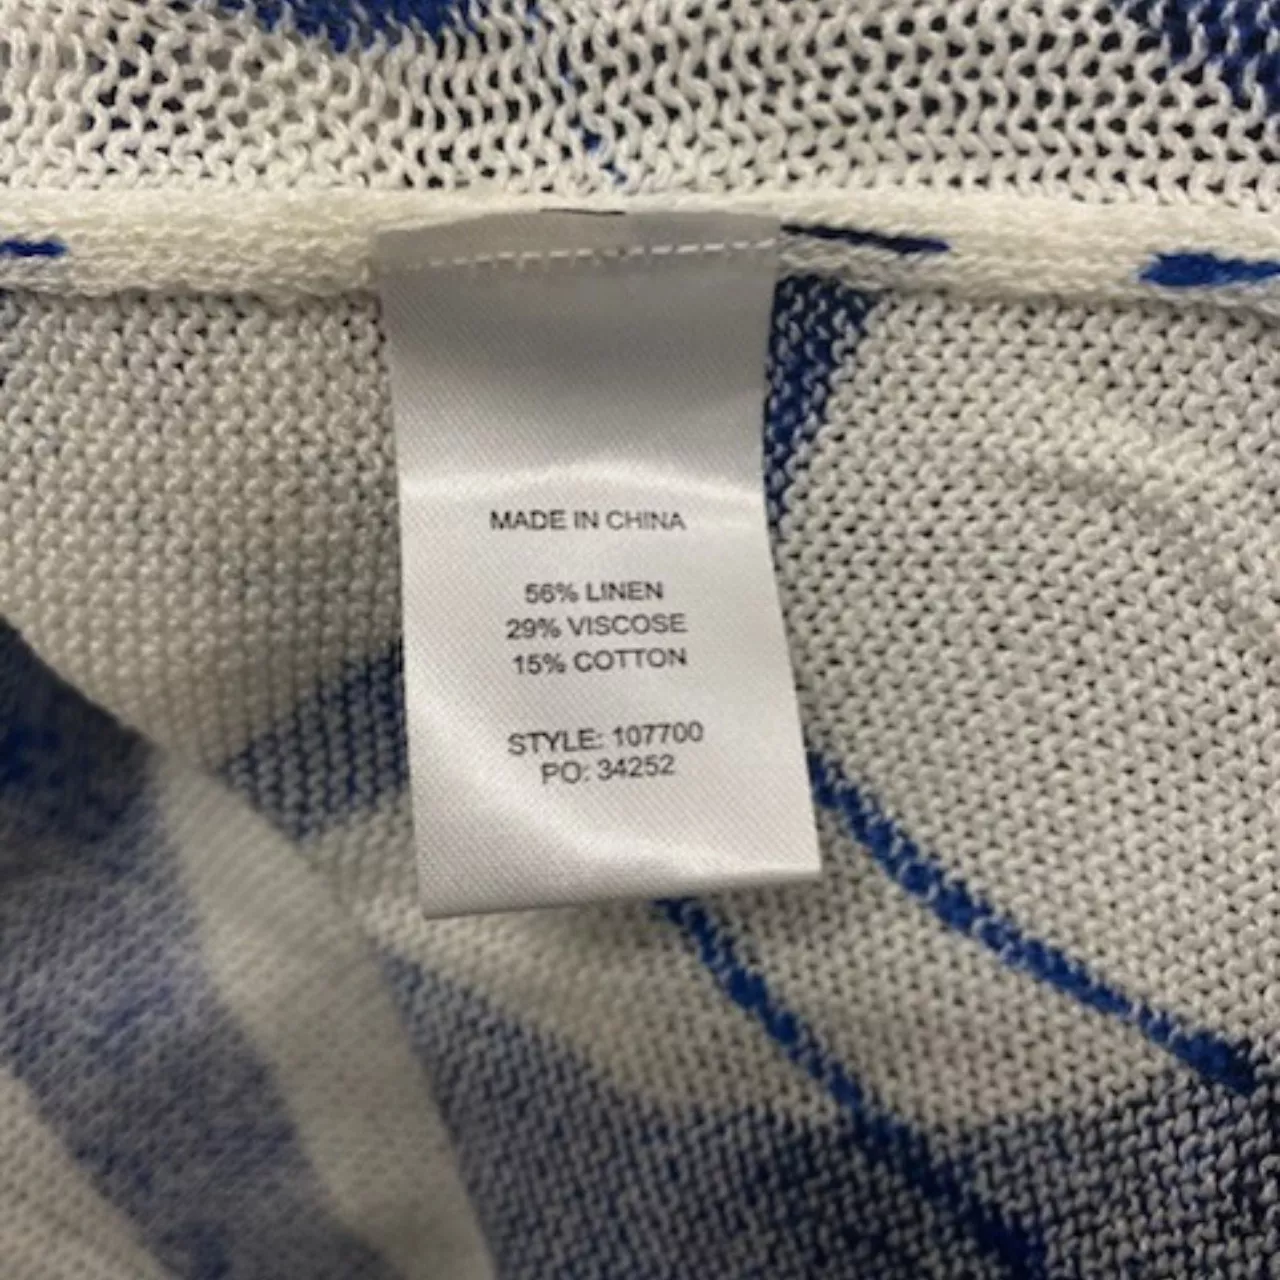 MADE IN CHINA
56% LINEN
29% VISCOSE
15% COTTON
STYLE: 107700
PO: 34252